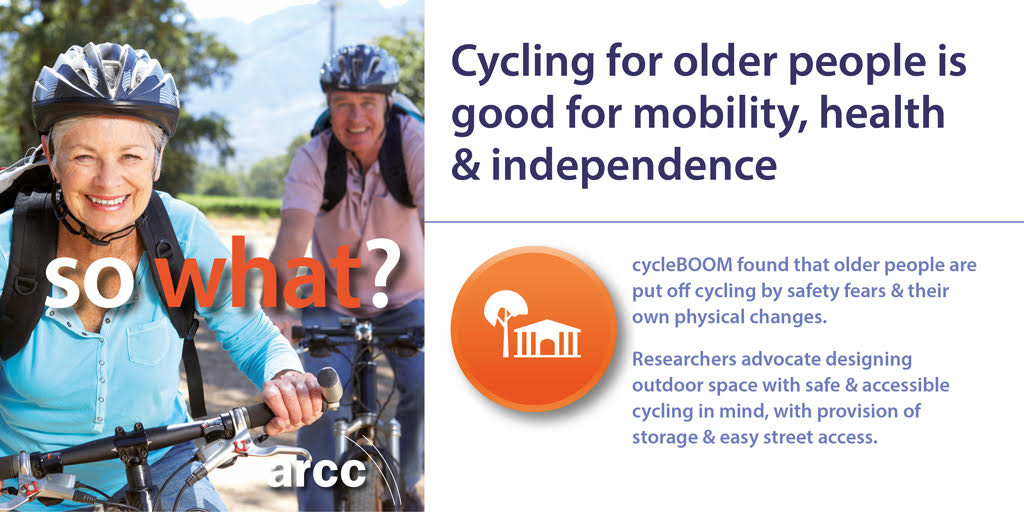 so what?
arcc
Cycling for older people is
good for mobility, health
& independence
cycleBOOM found that older people are
put off cycling by safety fears & their
own physical changes.
Researchers advocate designing
outdoor space with safe & accessible
cycling in mind, with provision of
storage & easy street access.